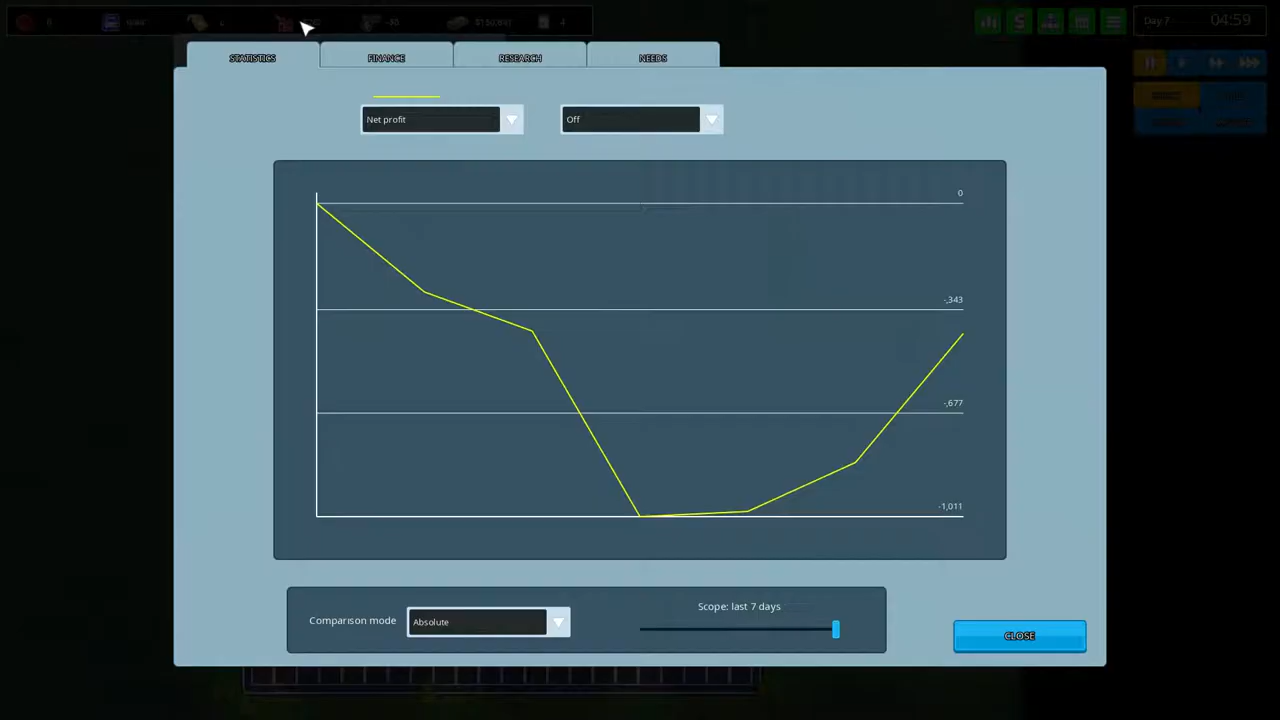 Day 7 04:59
STATISTICS FINANCE RESEARCH NEEDS
Net profit Off
0
-,343
-,677
-1,011
Scope: last 7 days
Comparison mode Absolute
CLOSE